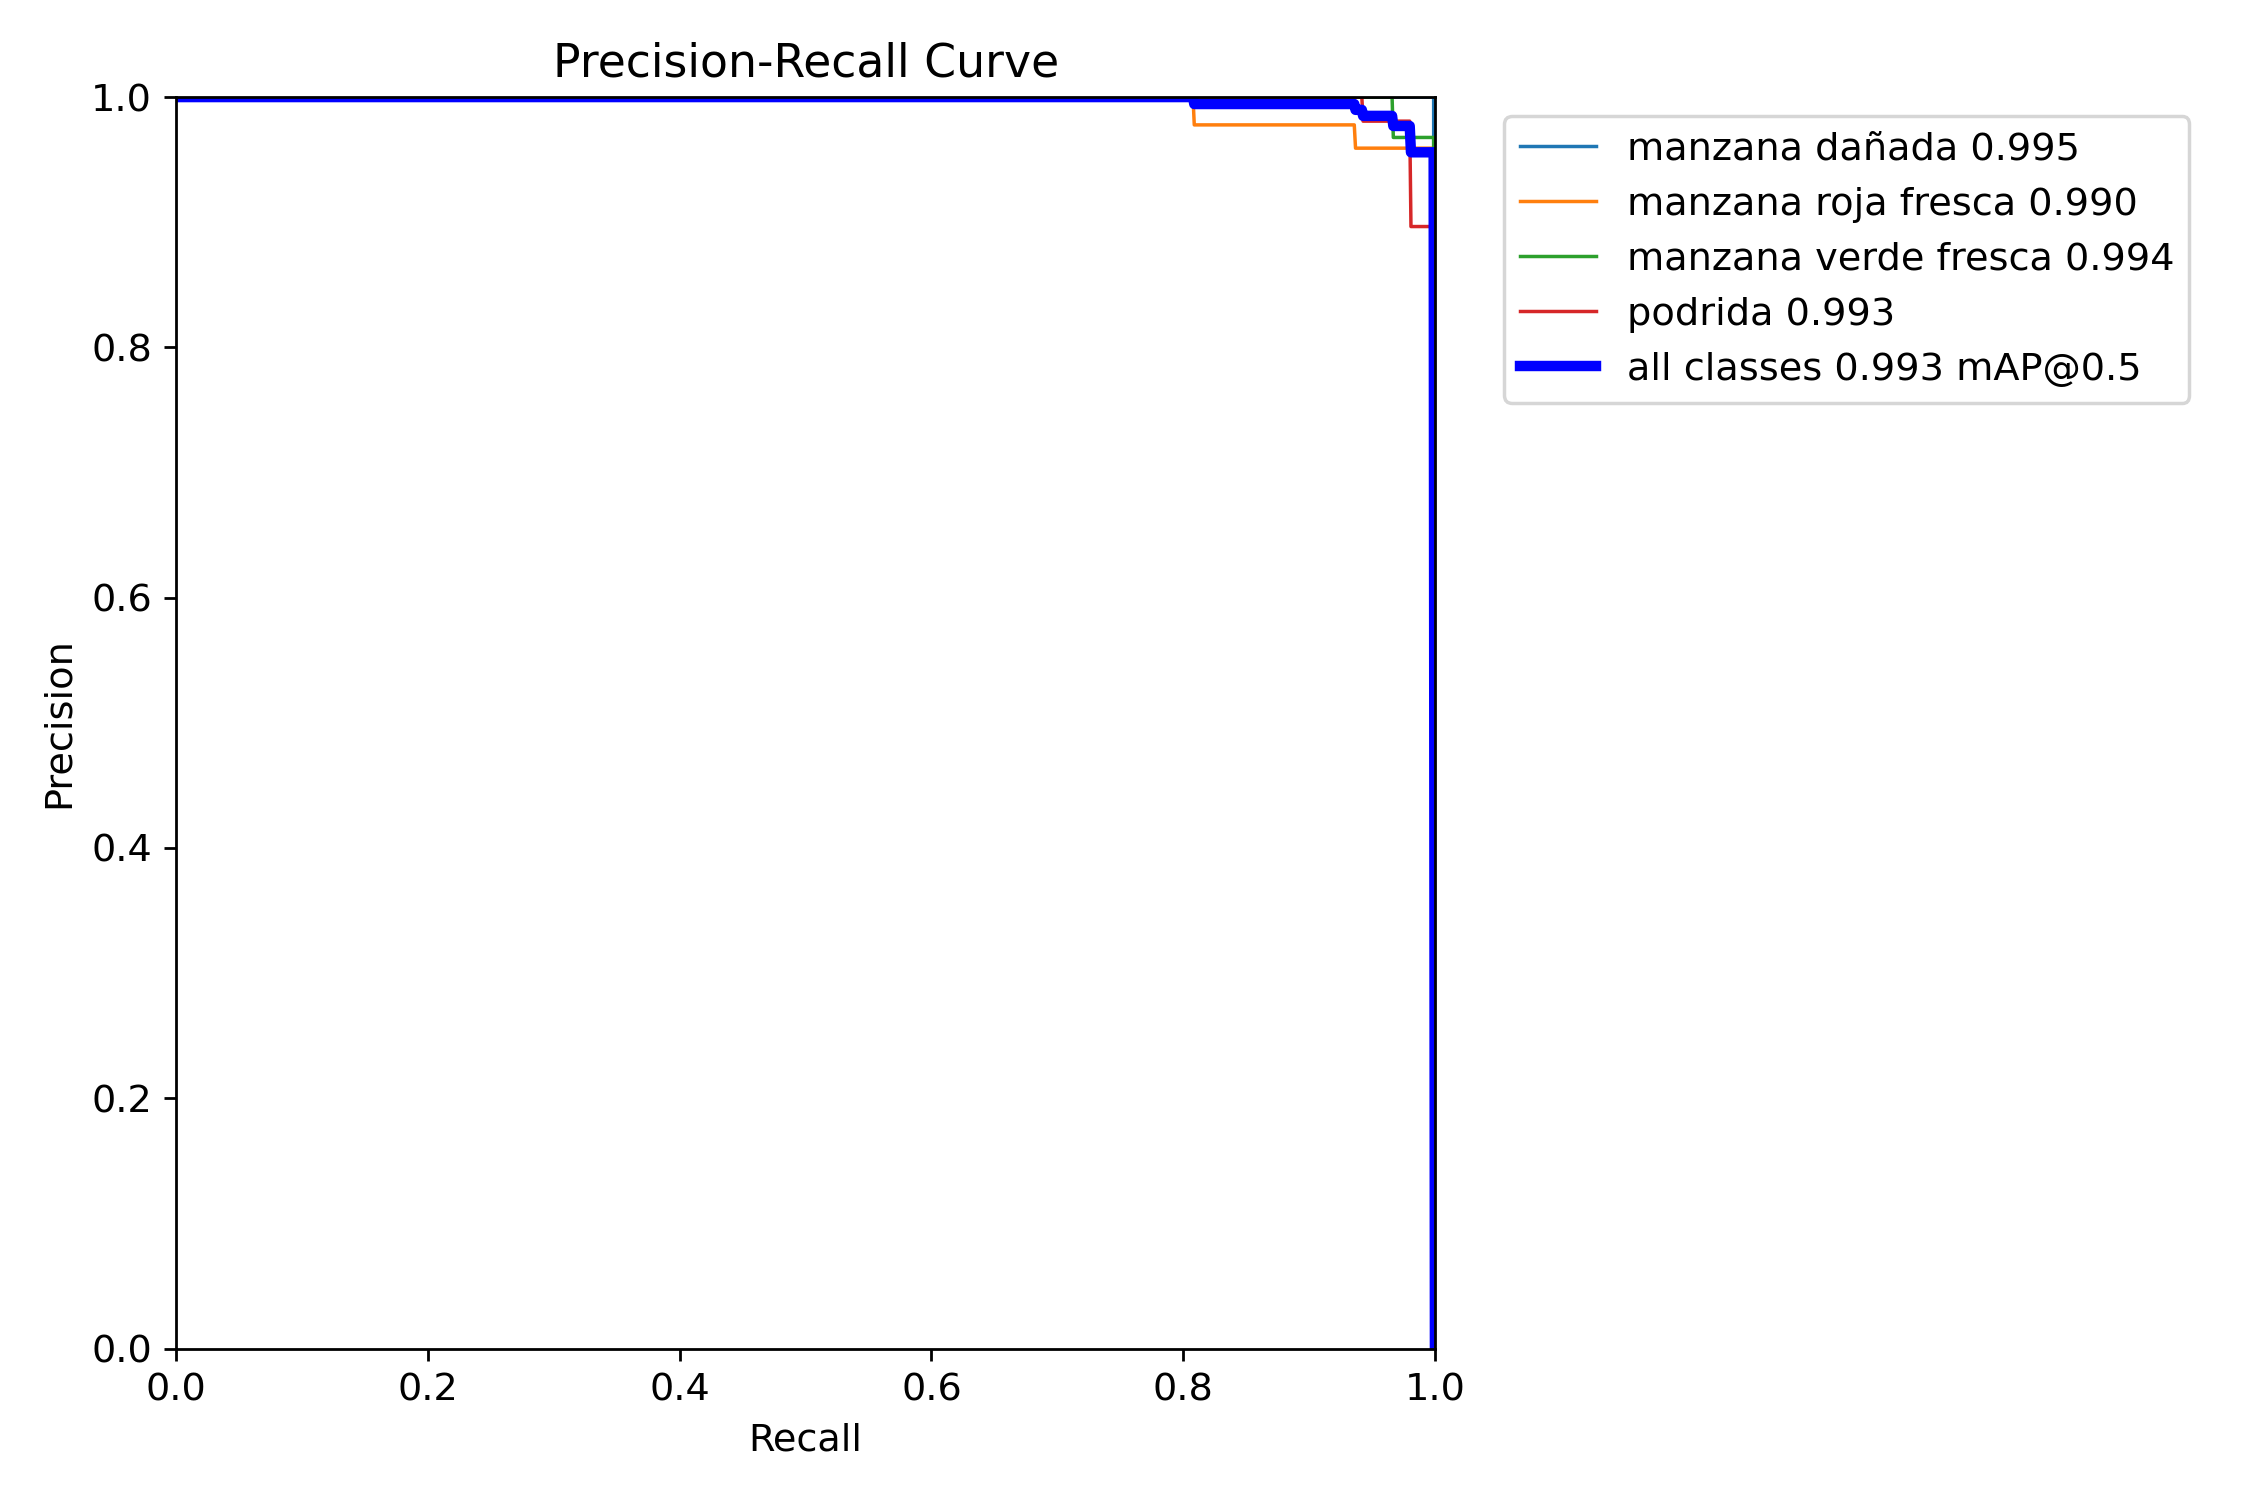 Precision-Recall Curve
1.0
0.8
0.6
0.4
0.2
0.0
Precision
0.0 0.2 0.4 0.6 0.8 1.0
Recall
manzana dañada 0.995
manzana roja fresca 0.990
manzana verde fresca 0.994
podrida 0.993
all classes 0.993 mAP@0.5